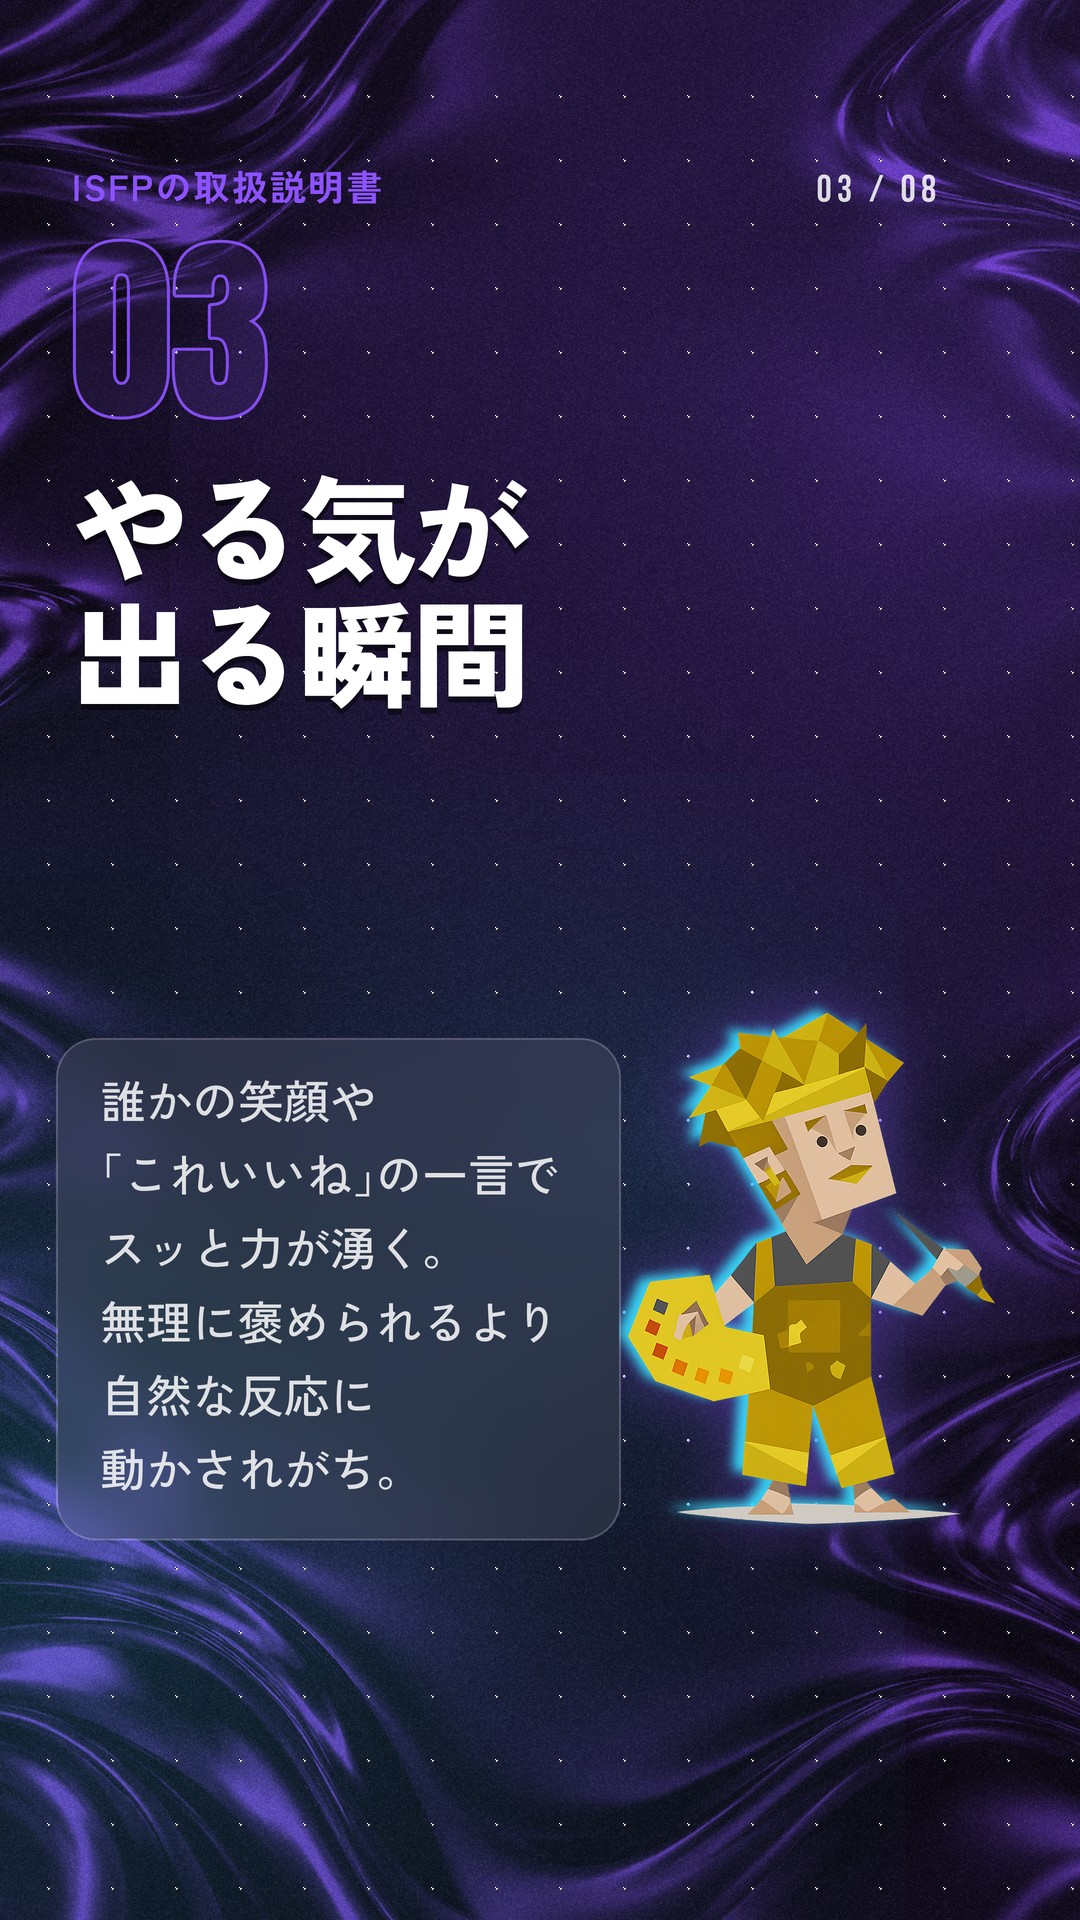 ISFPの取扱説明書
03 / 08
03
やる気が
出る瞬間
誰かの笑顔や
「これいいね」の一言で
スッと力が湧く。
無理に褒められるより
自然な反応に
動かされがち。